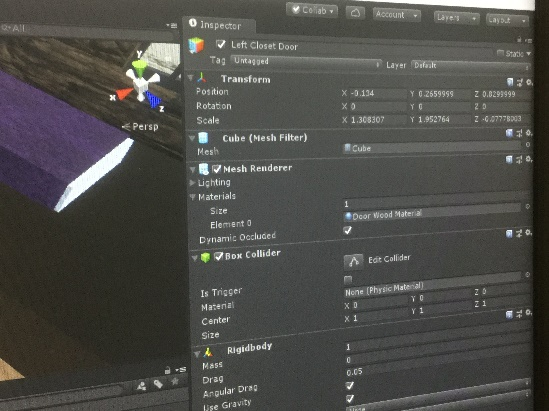 Collab
Account
Layers
Layout
Inspector
All
Left Closet Door
Static
Tag Untagged
Layer Default
Transform
Position X -0.134 Y 0.2659999 Z 0.8299999
Rotation X 0 Y 0 Z 0
Scale X 1.308307 Y 1.952764 Z -0.07778003
Cube (Mesh Filter)
Mesh Cube
Mesh Renderer
Lighting
Materials
Size 1
Element 0 Door Wood Material
Dynamic Occluded
Box Collider
Edit Collider
Is Trigger
Material None (Physic Material)
Center X 0 Y 0 Z 0
Size X 1 Y 1 Z 1
Rigidbody
Mass 1
Drag 0
Angular Drag 0.05
Use Gravity
None
y
x
z
Persp